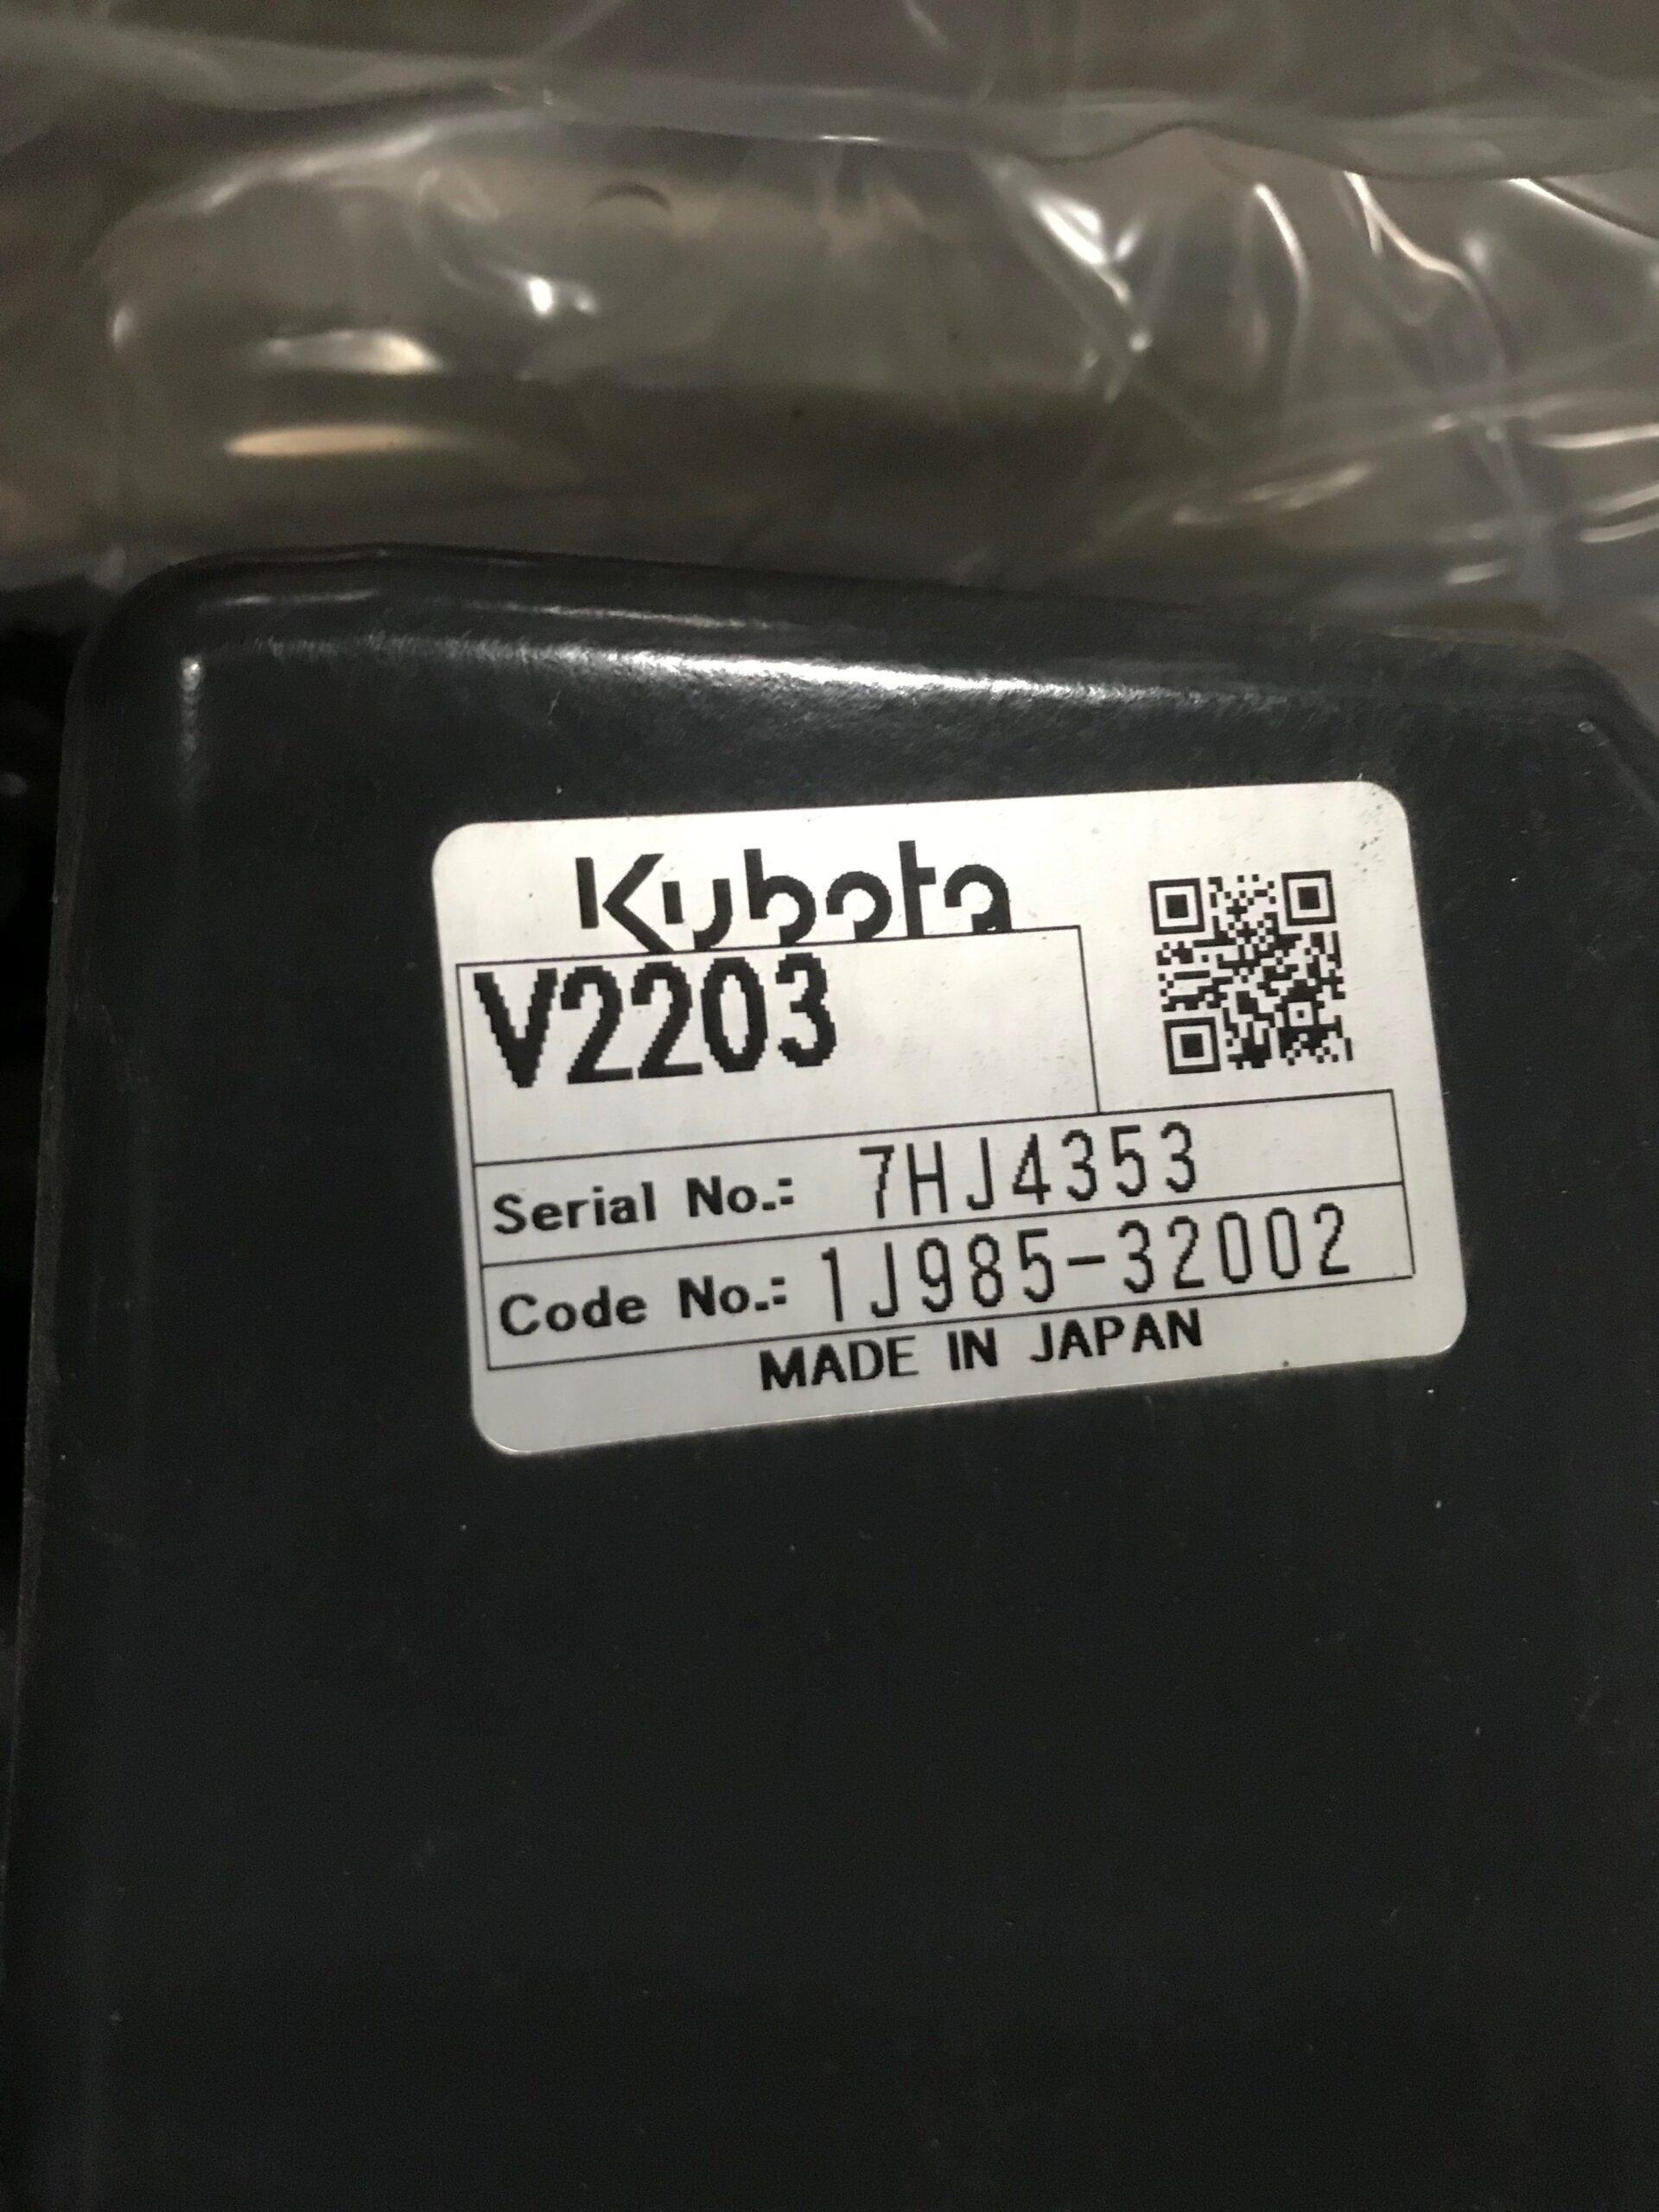 Kubota
V2203
Serial No.: 7HJ4353
Code No.: 1J985-32002
MADE IN JAPAN